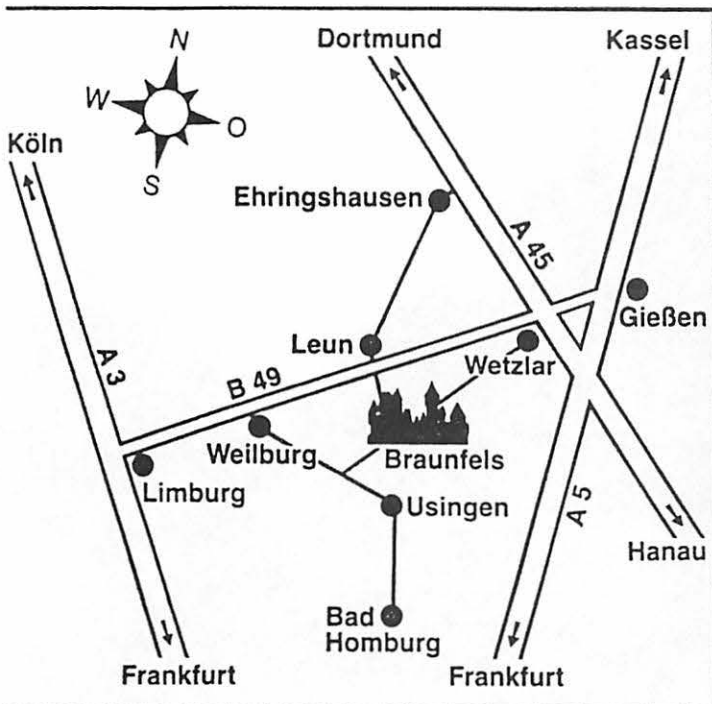 N
Dortmund
Kassel
W
O
Köln
S
Ehringshausen
A 45
Gießen
Leun
Wetzlar
A 3
B 49
Weilburg
Braunfels
Limburg
Usingen
A 5
Hanau
Bad
Homburg
Frankfurt
Frankfurt